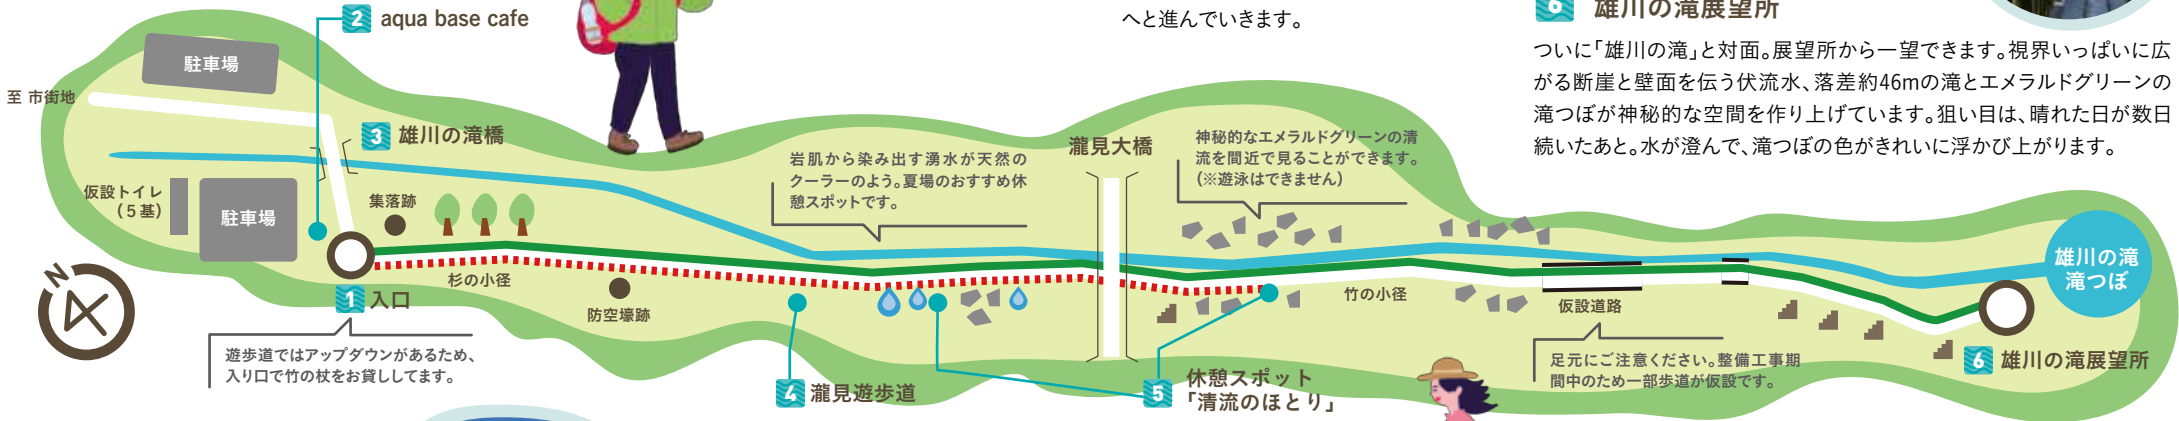 2 aqua base cafe
へと進んでいきます。
6 雄川の滝展望所
ついに「雄川の滝」と対面。展望所から一望できます。視界いっぱいに広
がる断崖と壁面を伝う伏流水、落差約46mの滝とエメラルドグリーンの
滝つぼが神秘的な空間を作り上げています。狙い目は、晴れた日が数日
続いたあと。水が澄んで、滝つぼの色がきれいに浮かび上がります。
駐車場
至 市街地
3 雄川の滝橋
仮設トイレ
（5基）
駐車場
集落跡
岩肌から染み出す湧水が天然の
クーラーのよう。夏場のおすすめ休
憩スポットです。
瀧見大橋
神秘的なエメラルドグリーンの清
流を間近で見ることができます。
（※遊泳はできません）
雄川の滝
滝つぼ
N
1 入口
杉の小径
防空壕跡
竹の小径
仮設道路
遊歩道ではアップダウンがあるため、
入り口で竹の杖をお貸ししてます。
4 瀧見遊歩道
5 休憩スポット
「清流のほとり」
足元にご注意ください。整備工事期
間中のため一部歩道が仮設です。
6 雄川の滝展望所